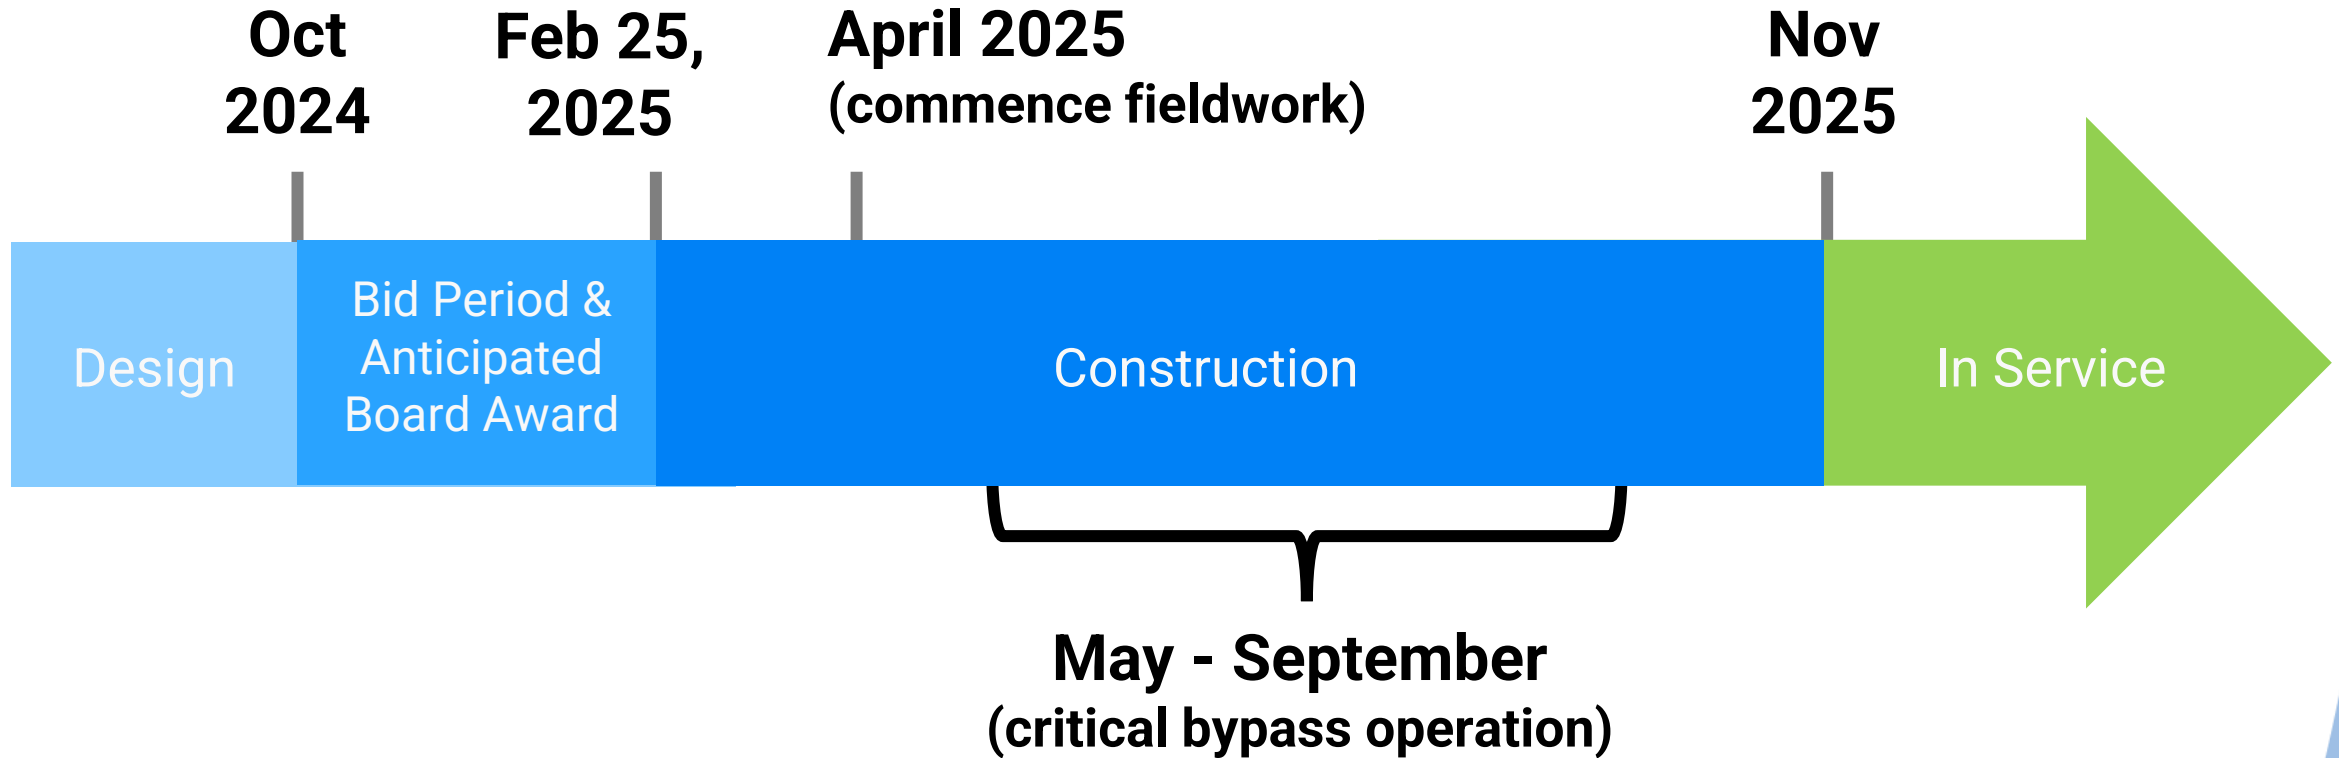 Oct
2024
Feb 25,
2025
April 2025
(commence fieldwork)
Nov
2025
Design
Bid Period &
Anticipated
Board Award
Construction
In Service
May - September
(critical bypass operation)